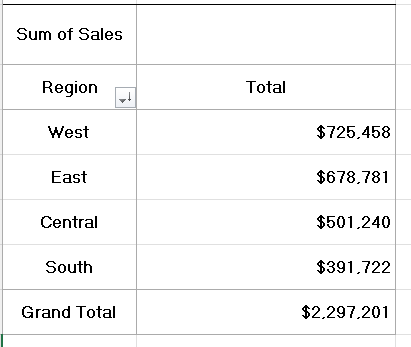 Sum of Sales
Region Total
West $725,458
East $678,781
Central $501,240
South $391,722
Grand Total $2,297,201